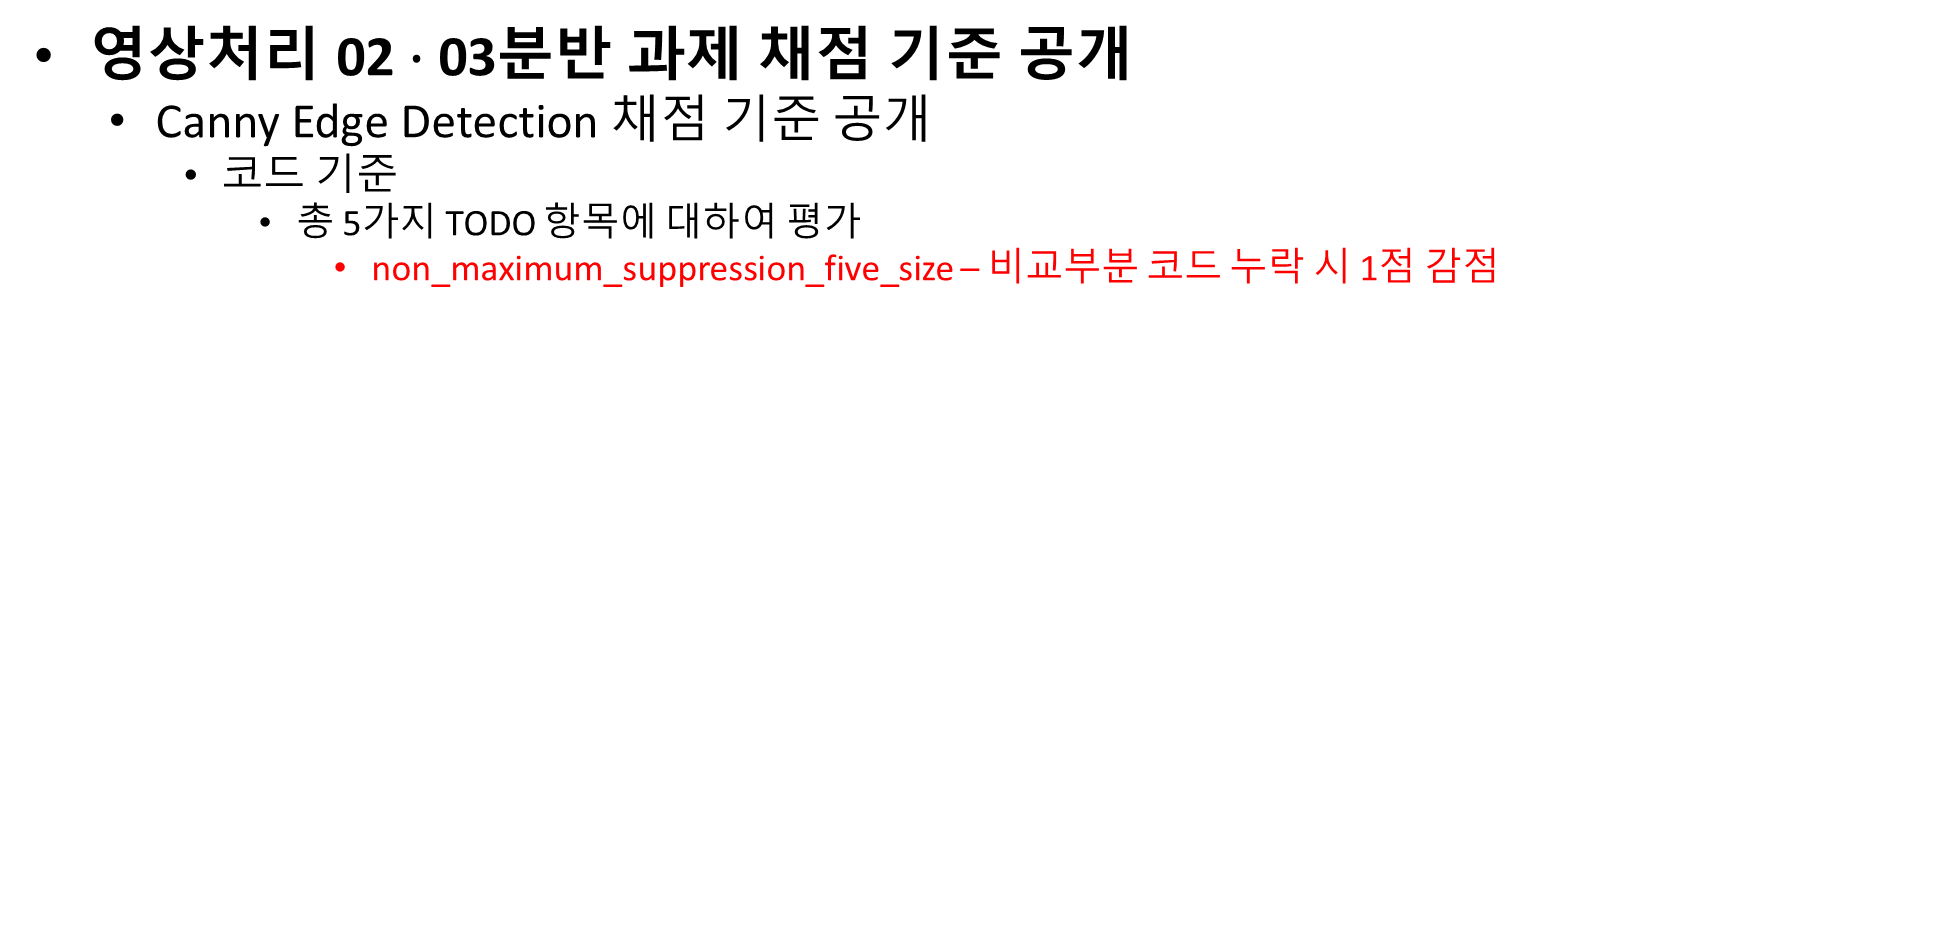 • 영상처리 02 · 03분반 과제 채점 기준 공개
• Canny Edge Detection 채점 기준 공개
• 코드 기준
• 총 5가지 TODO 항목에 대하여 평가
• non_maximum_suppression_five_size – 비교부분 코드 누락 시 1점 감점